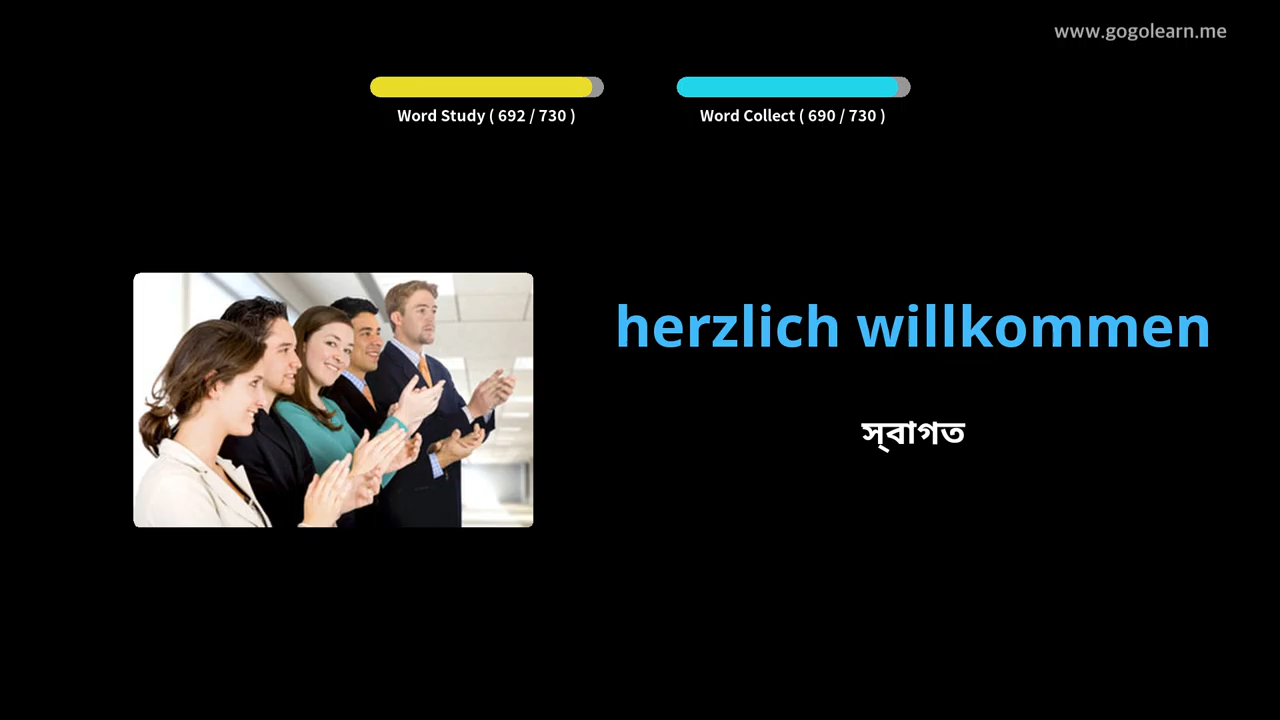 www.gogolearn.me
Word Study ( 692 / 730 )
Word Collect ( 690 / 730 )
herzlich willkommen
স্‌বাগত